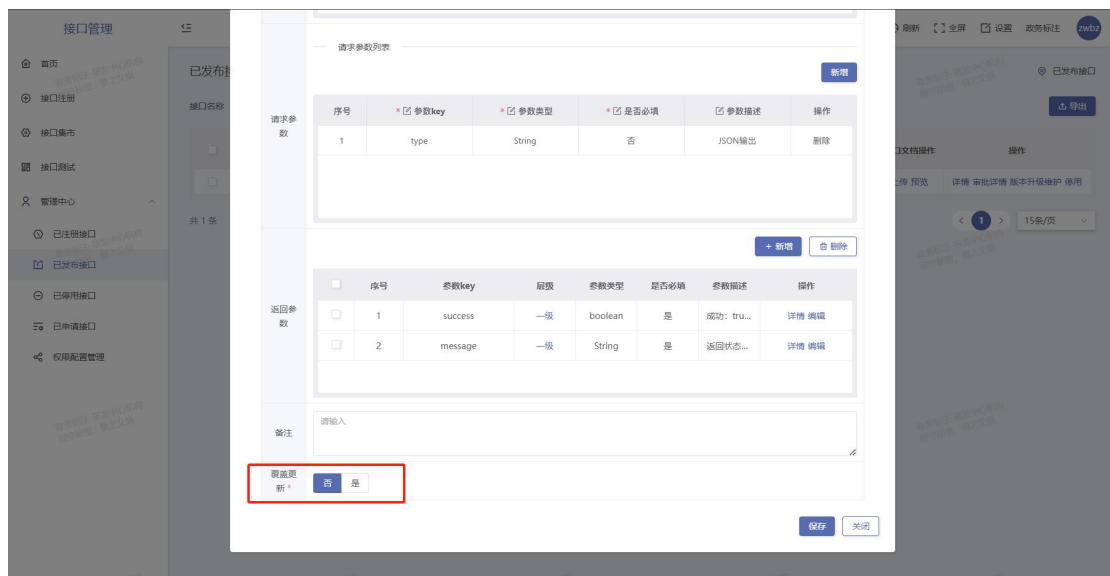 接口管理
刷新 全屏 设置 政务标注 zwbz
首页
接口注册
接口集市
接口测试
管理中心
已注册接口
已发布接口
已停用接口
已申请接口
权限配置管理
已发布接
已发布接口
接口名称
导出
口文档操作 操作
上传 预览 详情 审批详情 版本升级维护 停用
共 1 条
1 15条/页
请求参数列表
新增
请求参
数
序号 * 参数key * 参数类型 * 是否必填 参数描述 操作
1 type String 否 JSON输出 删除
+ 新增 删除
返回参
数
序号 参数key 层级 参数类型 是否必填 参数描述 操作
1 success 一级 boolean 是 成功：tru... 详情 编辑
2 message 一级 String 是 返回状态... 详情 编辑
备注
请输入
覆盖更
新 *
否 是
保存 关闭